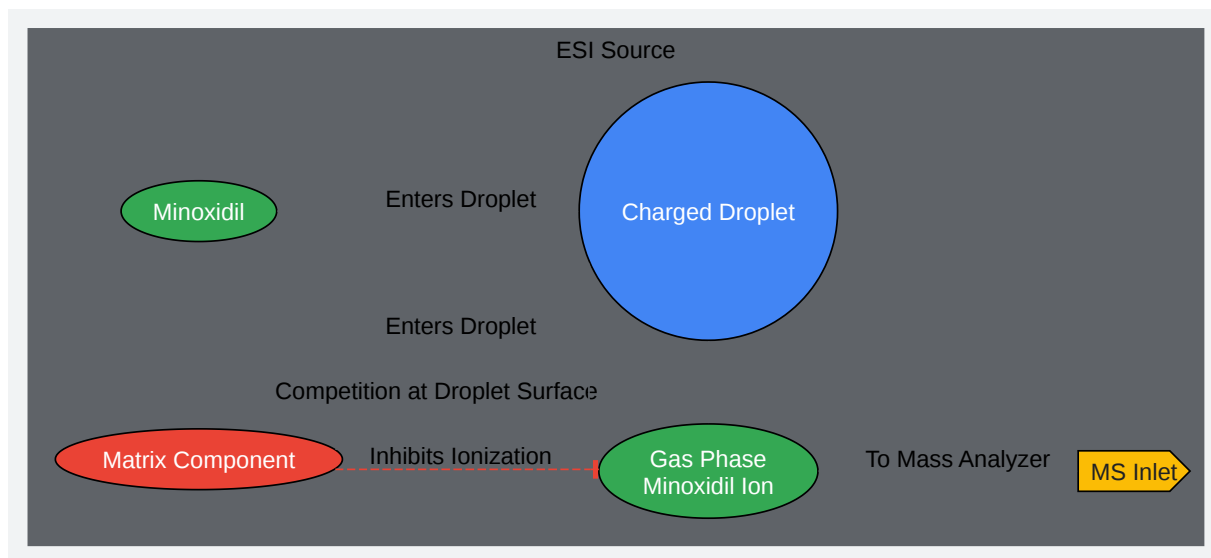 ESI Source
Minoxidil
Enters Droplet
Charged Droplet
Enters Droplet
Competition at Droplet Surface
Matrix Component
Inhibits Ionization
Gas Phase
Minoxidil Ion
To Mass Analyzer
MS Inlet